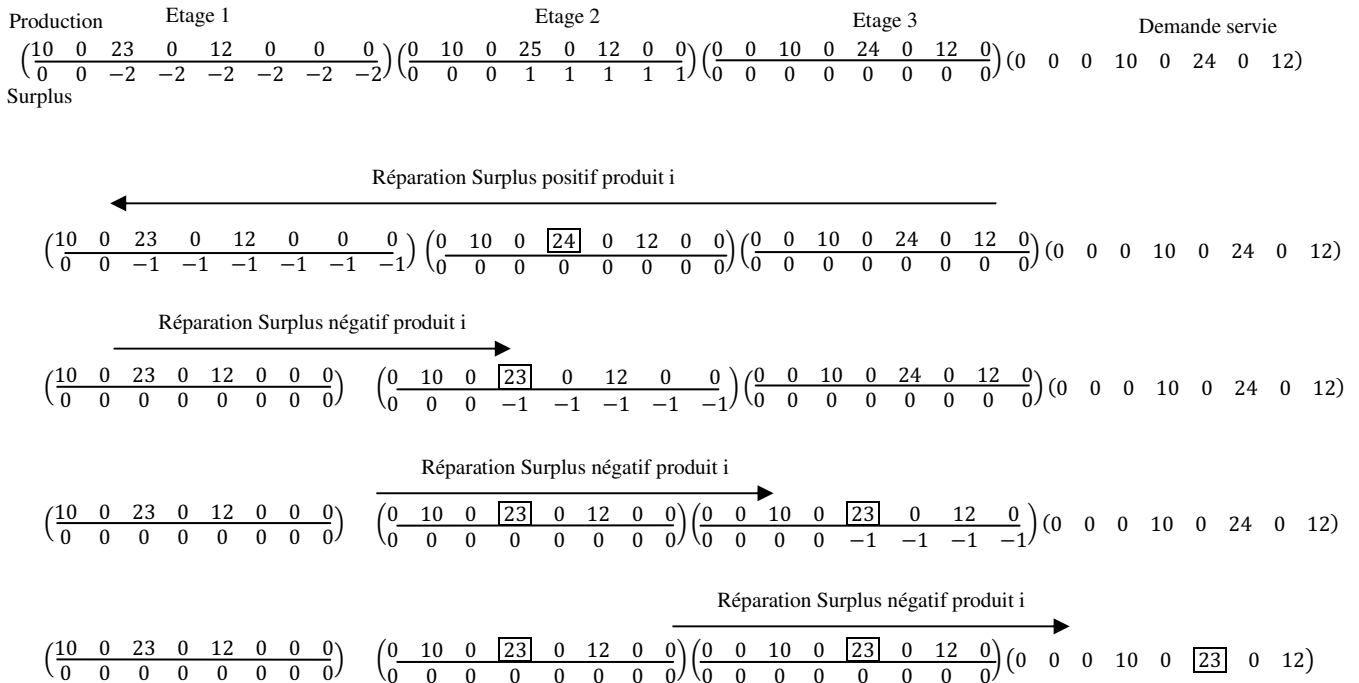 Production Etage 1 Etage 2 Etage 3 Demande servie
(10 0 23 0 12 0 0 0) (0 10 0 25 0 12 0 0) (0 0 10 0 24 0 12 0) (0 0 0 10 0 24 0 12)
(0 0 −2 −2 −2 −2 −2 −2) (0 0 0 1 1 1 1 1) (0 0 0 0 0 0 0 0)
Surplus
Réparation Surplus positif produit i
(10 0 23 0 12 0 0 0) (0 10 0 24 0 12 0 0) (0 0 10 0 24 0 12 0) (0 0 0 10 0 24 0 12)
(0 0 −1 −1 −1 −1 −1 −1) (0 0 0 0 0 0 0 0) (0 0 0 0 0 0 0 0)
Réparation Surplus négatif produit i
(10 0 23 0 12 0 0 0) (0 10 0 23 0 12 0 0) (0 0 10 0 24 0 12 0) (0 0 0 10 0 24 0 12)
(0 0 0 0 0 0 0 0) (0 0 0 −1 −1 −1 −1 −1) (0 0 0 0 0 0 0 0)
Réparation Surplus négatif produit i
(10 0 23 0 12 0 0 0) (0 10 0 23 0 12 0 0) (0 0 10 0 23 0 12 0) (0 0 0 10 0 24 0 12)
(0 0 0 0 0 0 0 0) (0 0 0 0 0 0 0 0) (0 0 0 0 −1 −1 −1 −1)
Réparation Surplus négatif produit i
(10 0 23 0 12 0 0 0) (0 10 0 23 0 12 0 0) (0 0 10 0 23 0 12 0) (0 0 0 10 0 23 0 12)
(0 0 0 0 0 0 0 0) (0 0 0 0 0 0 0 0) (0 0 0 0 0 0 0 0)